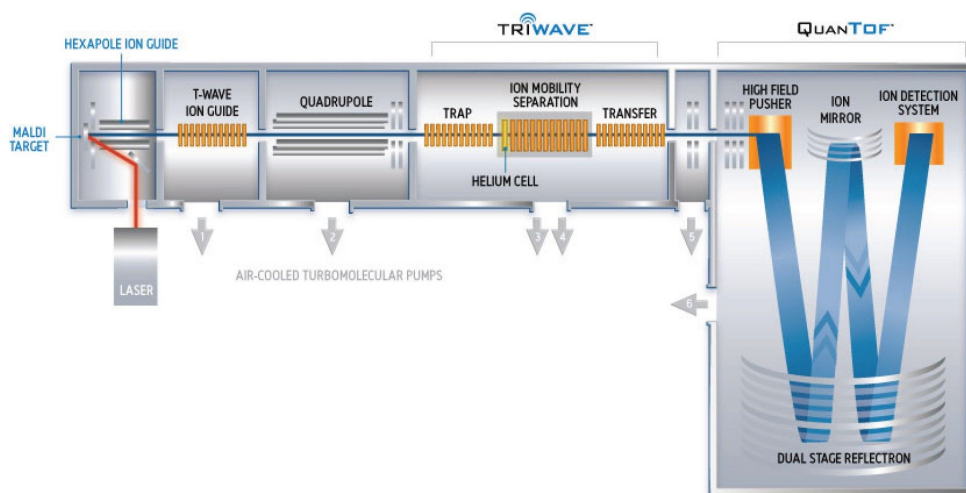 TRIWAVE™
QUANTOF™
HEXAPOLE ION GUIDE
T-WAVE
ION GUIDE
QUADRUPOLE
ION MOBILITY
SEPARATION
TRAP
TRANSFER
HELIUM CELL
HIGH FIELD
PUSHER
ION
MIRROR
ION DETECTION
SYSTEM
MALDI
TARGET
1
2
3
4
5
6
AIR-COOLED TURBOMOLECULAR PUMPS
LASER
DUAL STAGE REFLECTRON